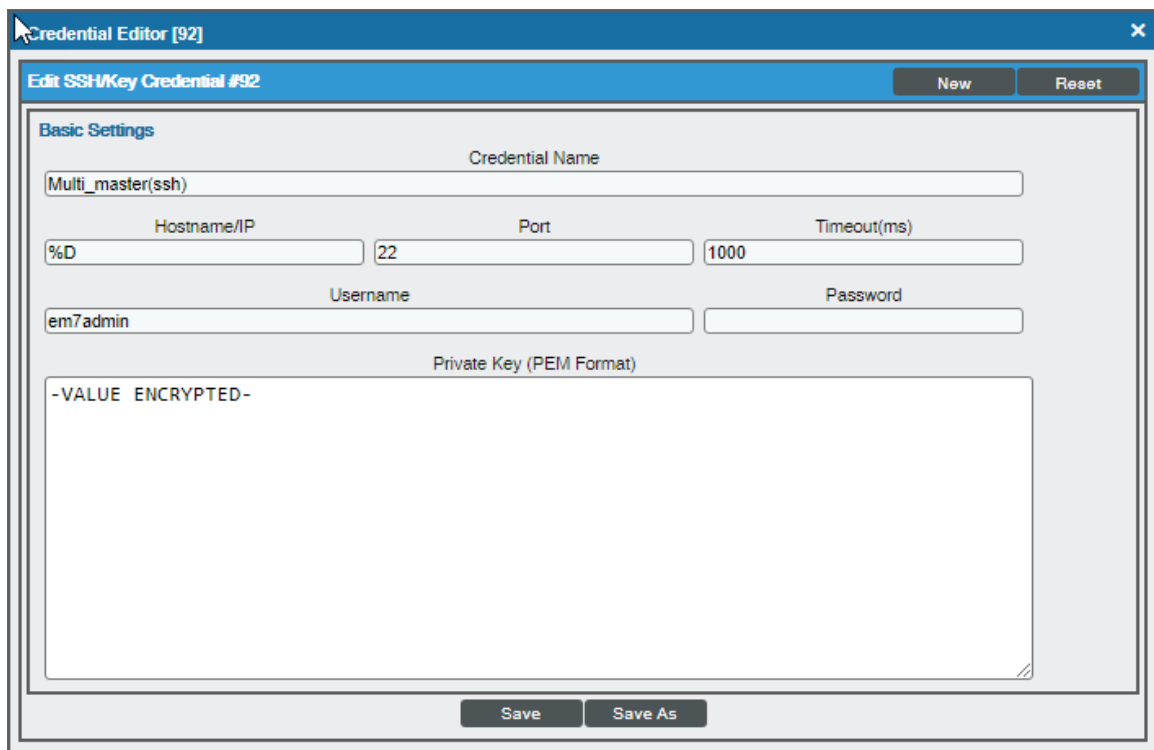 Credential Editor [92]
×
Edit SSH/Key Credential #92
New
Reset
Basic Settings
Credential Name
Multi_master(ssh)
Hostname/IP Port Timeout(ms)
%D 22 1000
Username Password
em7admin
Private Key (PEM Format)
-VALUE ENCRYPTED-
Save Save As